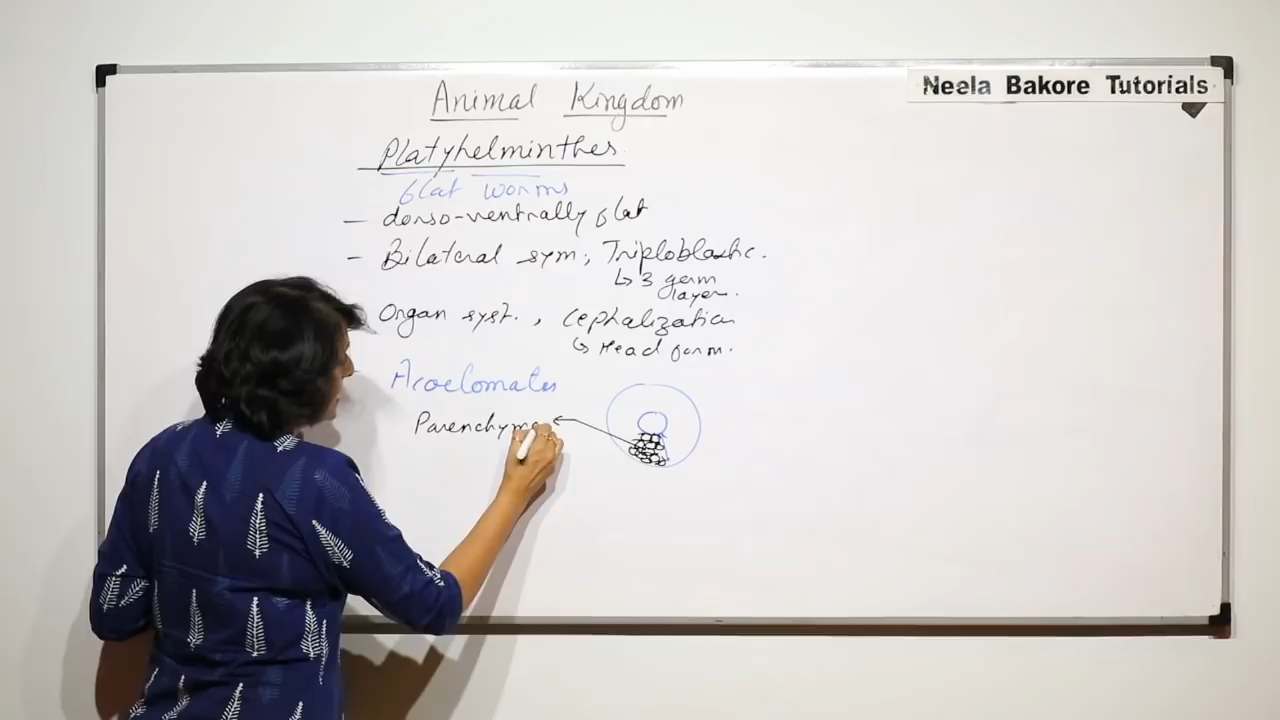 Neela Bakore Tutorials
Animal Kingdom
Platyhelminthes
flat worms
— dorso-ventrally flat
– Bilateral sym; Triploblastic.
↳ 3 germ
layer.
Organ syst. , Cephalization
↳ Head form.
Acoelomates
Parenchyma